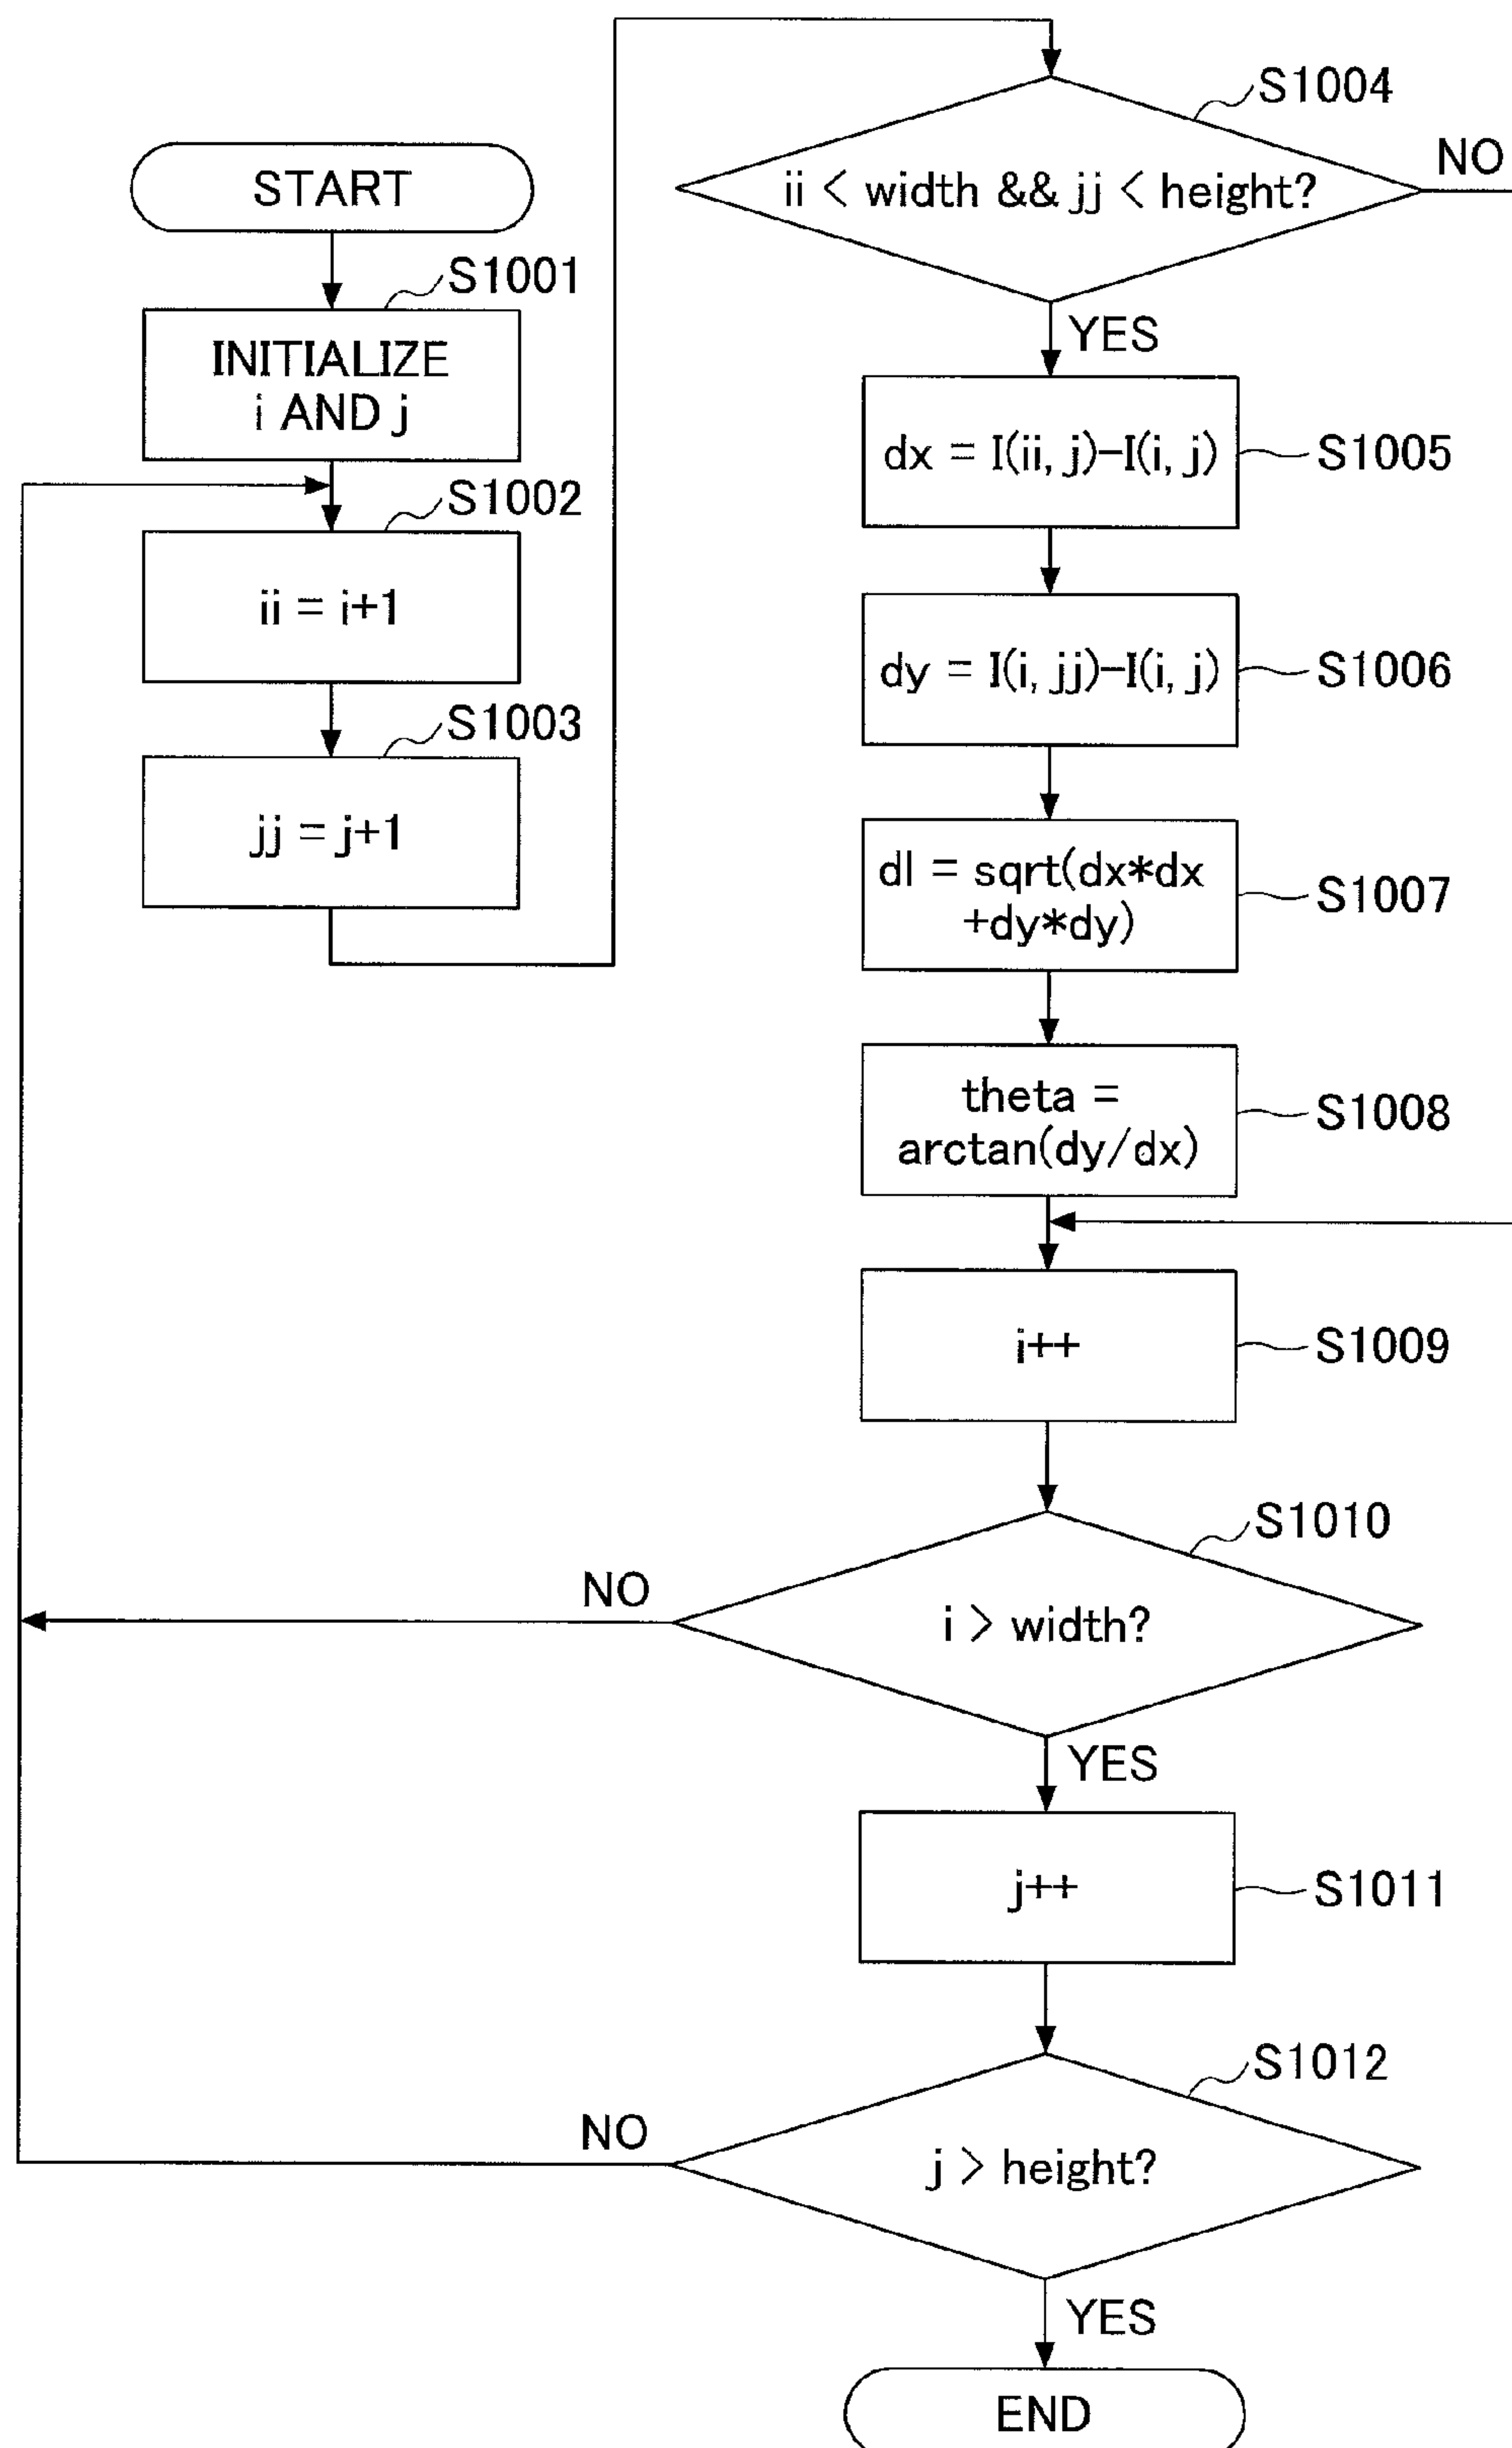 START
S1001
INITIALIZE
i AND j
S1002
ii = i+1
S1003
jj = j+1
S1004
ii < width && jj < height?
NO
YES
dx = I(ii, j)-I(i, j)
S1005
dy = I(i, jj)-I(i, j)
S1006
dl = sqrt(dx*dx
+dy*dy)
S1007
theta =
arctan(dy/dx)
S1008
i++
S1009
S1010
i > width?
NO
YES
j++
S1011
S1012
j > height?
NO
YES
END